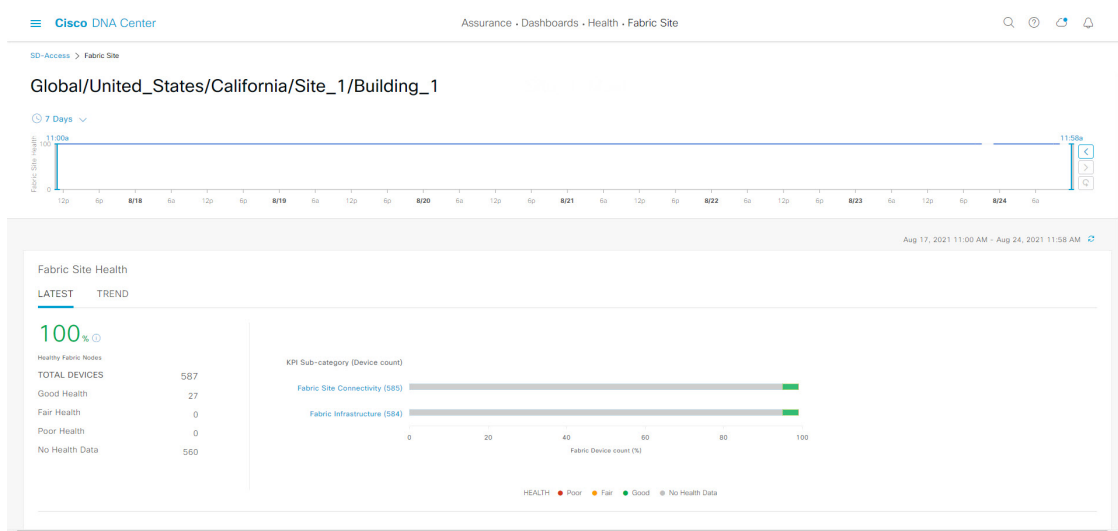 Cisco DNA Center
Assurance • Dashboards • Health • Fabric Site
SD-Access > Fabric Site
Global/United_States/California/Site_1/Building_1
7 Days
11:00a
11:58a
Fabric Site Health
100
0
12p 6p 8/18 6a 12p 6p 8/19 6a 12p 6p 8/20 6a 12p 6p 8/21 6a 12p 6p 8/22 6a 12p 6p 8/23 6a 12p 6p 8/24 6a
Aug 17, 2021 11:00 AM - Aug 24, 2021 11:58 AM
Fabric Site Health
LATEST TREND
100%
Healthy Fabric Nodes
TOTAL DEVICES 587
Good Health 27
Fair Health 0
Poor Health 0
No Health Data 560
KPI Sub-category (Device count)
Fabric Site Connectivity (585)
Fabric Infrastructure (584)
0 20 40 60 80 100
Fabric Device count (%)
HEALTH Poor Fair Good No Health Data